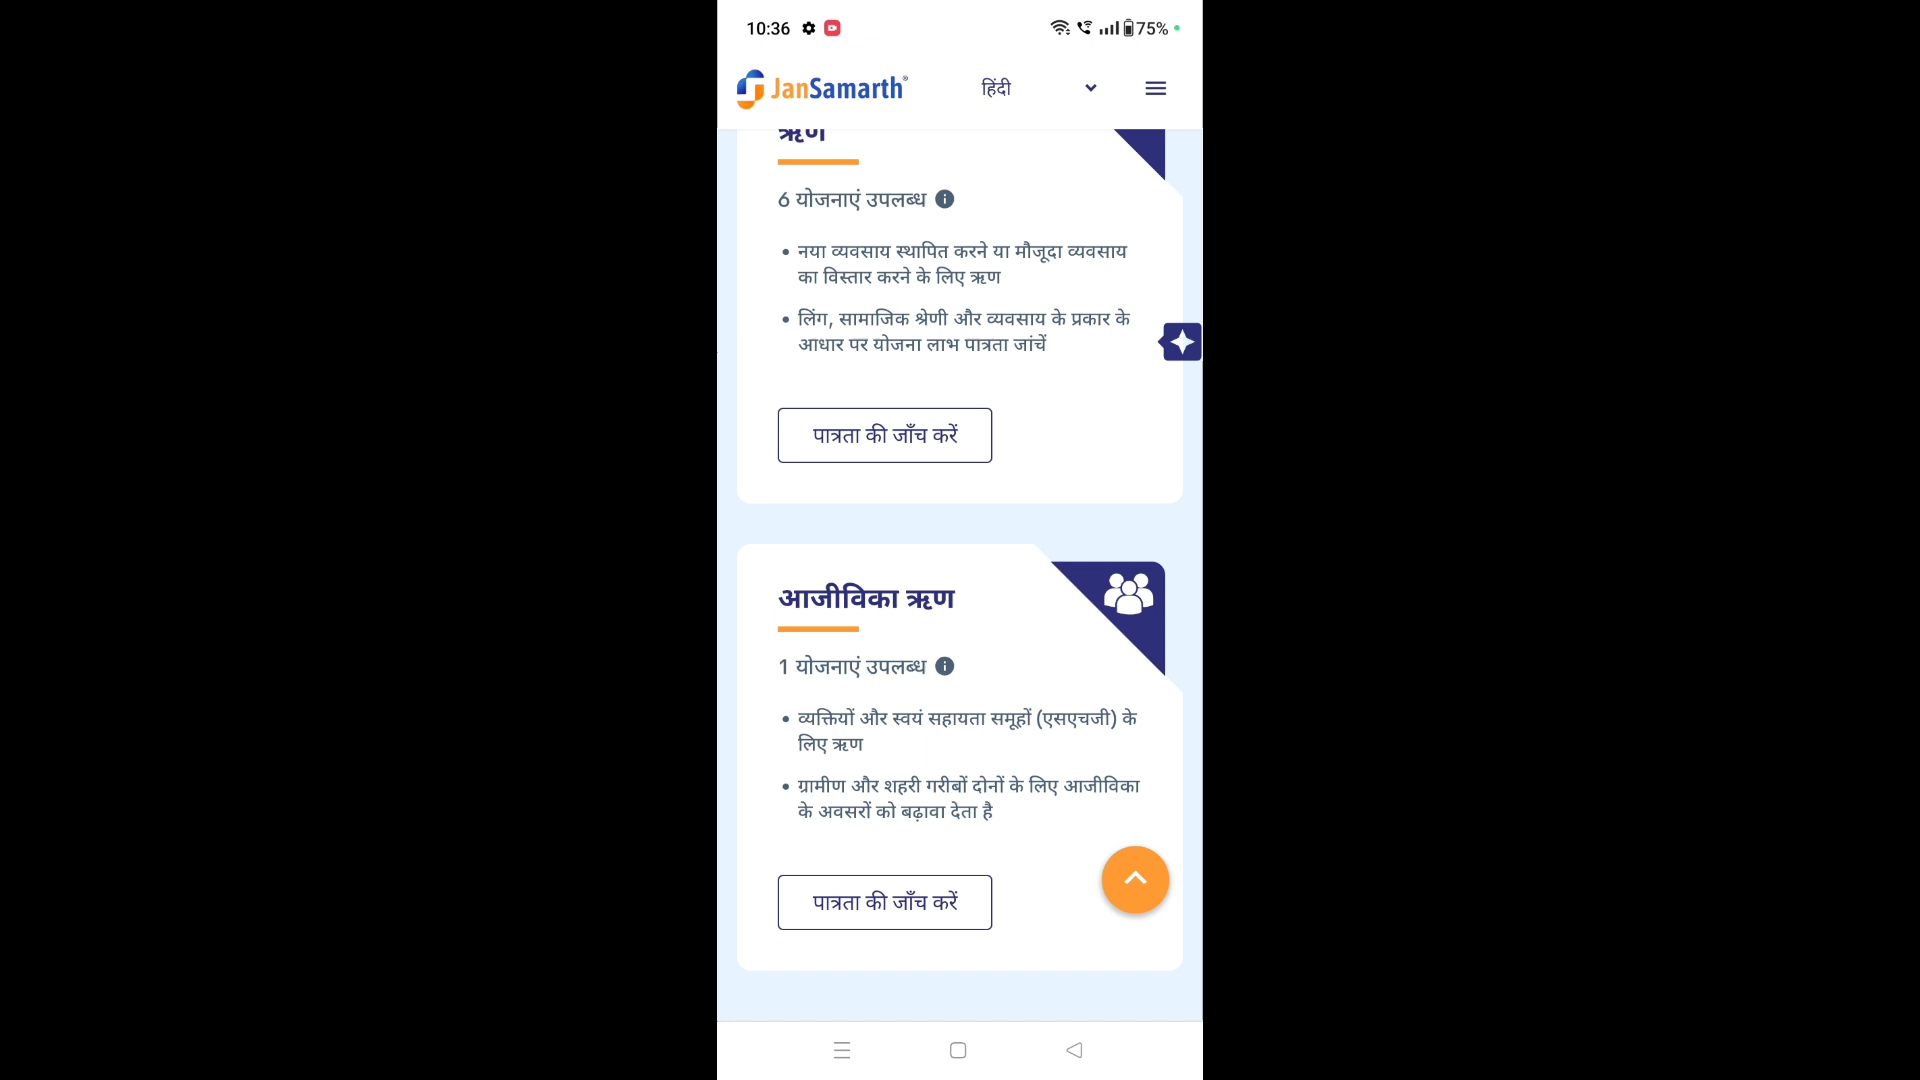 10:36
75%
JanSamarth
हिंदी
ऋण
6 योजनाएं उपलब्ध
• नया व्यवसाय स्थापित करने या मौजूदा व्यवसाय
का विस्तार करने के लिए ऋण
• लिंग, सामाजिक श्रेणी और व्यवसाय के प्रकार के
आधार पर योजना लाभ पात्रता जांचें
पात्रता की जाँच करें
आजीविका ऋण
1 योजनाएं उपलब्ध
• व्यक्तियों और स्वयं सहायता समूहों (एसएचजी) के
लिए ऋण
• ग्रामीण और शहरी गरीबों दोनों के लिए आजीविका
के अवसरों को बढ़ावा देता है
पात्रता की जाँच करें